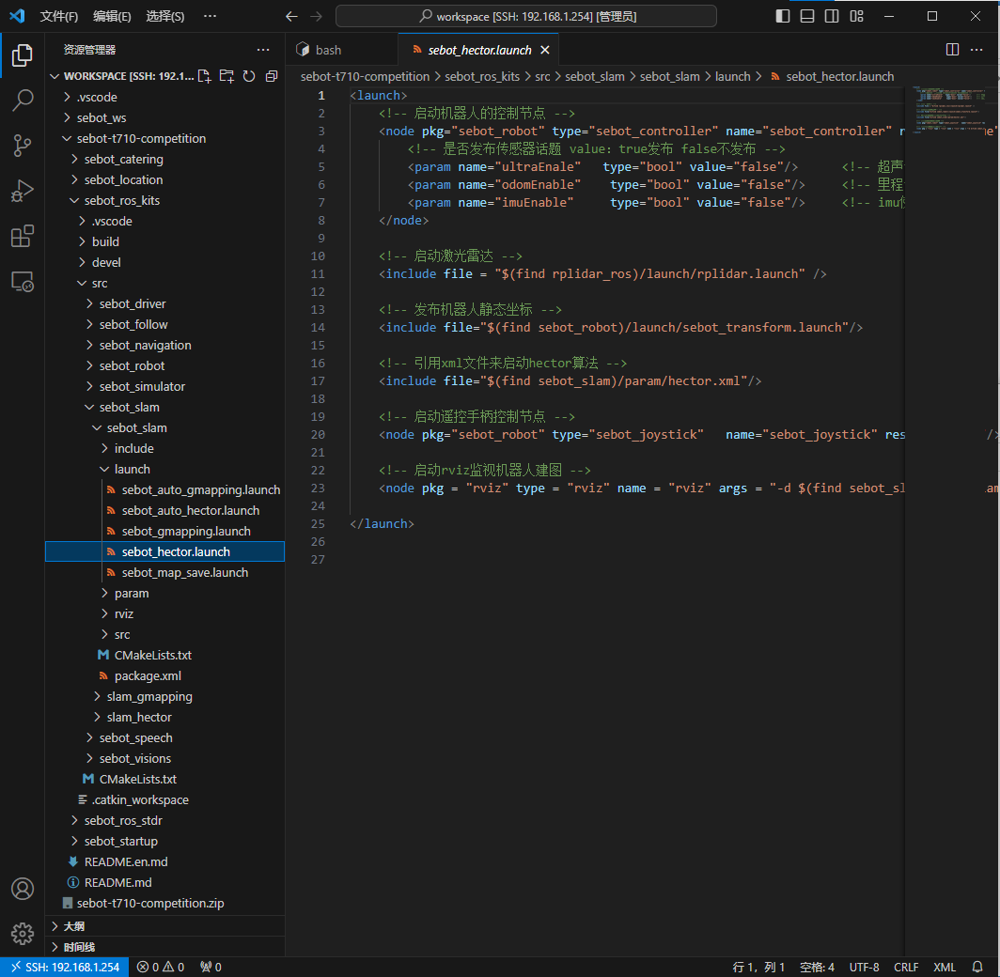 文件(F) 编辑(E) 选择(S) ··· workspace [SSH: 192.168.1.254] [管理员]
资源管理器
WORKSPACE [SSH: 192.1...
.vscode
sebot_ws
sebot-t710-competition
sebot_catering
sebot_location
sebot_ros_kits
.vscode
build
devel
src
sebot_driver
sebot_follow
sebot_navigation
sebot_robot
sebot_simulator
sebot_slam
sebot_slam
include
launch
sebot_auto_gmapping.launch
sebot_auto_hector.launch
sebot_gmapping.launch
sebot_hector.launch
sebot_map_save.launch
param
rviz
src
CMakeLists.txt
package.xml
slam_gmapping
slam_hector
sebot_speech
sebot_visions
CMakeLists.txt
.catkin_workspace
sebot_ros_stdr
sebot_startup
README.en.md
README.md
sebot-t710-competition.zip
大纲
时间线
bash sebot_hector.launch
sebot-t710-competition > sebot_ros_kits > src > sebot_slam > sebot_slam > launch > sebot_hector.launch
1 <launch>
2 <!-- 启动机器人的控制节点 -->
3 <node pkg="sebot_robot" type="sebot_controller" name="sebot_controller"
4 <!-- 是否发布传感器话题 value：true发布 false不发布 -->
5 <param name="ultraEnale" type="bool" value="false"/> <!-- 超声
6 <param name="odomEnable" type="bool" value="false"/> <!-- 里程
7 <param name="imuEnable" type="bool" value="false"/> <!-- imu
8 </node>
9
10 <!-- 启动激光雷达 -->
11 <include file = "$(find rplidar_ros)/launch/rplidar.launch" />
12
13 <!-- 发布机器人静态坐标 -->
14 <include file="$(find sebot_robot)/launch/sebot_transform.launch"/>
15
16 <!-- 引用xml文件来启动hector算法 -->
17 <include file="$(find sebot_slam)/param/hector.xml"/>
18
19 <!-- 启动遥控手柄控制节点 -->
20 <node pkg="sebot_robot" type="sebot_joystick" name="sebot_joystick" res />
21
22 <!-- 启动rviz监视机器人建图 -->
23 <node pkg = "rviz" type = "rviz" name = "rviz" args = "-d $(find sebot_sl
24
25 </launch>
26
27
SSH: 192.168.1.254 0 0 0 行 1，列 1 空格: 4 UTF-8 CRLF XML